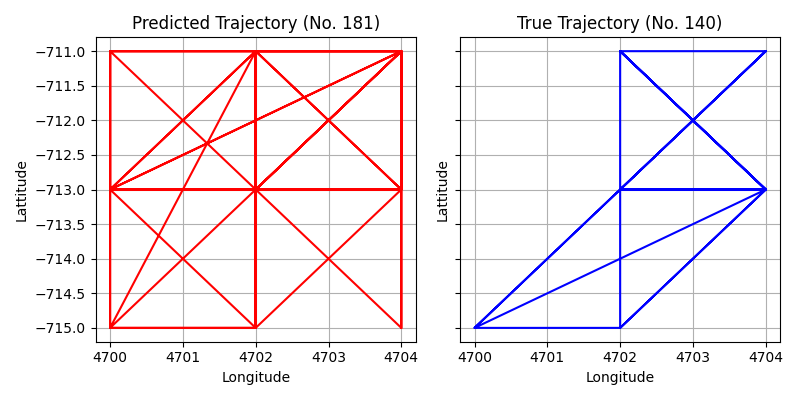 Predicted Trajectory (No. 181)
True Trajectory (No. 140)
Lattitude
−711.0
−711.5
−712.0
−712.5
−713.0
−713.5
−714.0
−714.5
−715.0
4700 4701 4702 4703 4704
Longitude
Lattitude
4700 4701 4702 4703 4704
Longitude